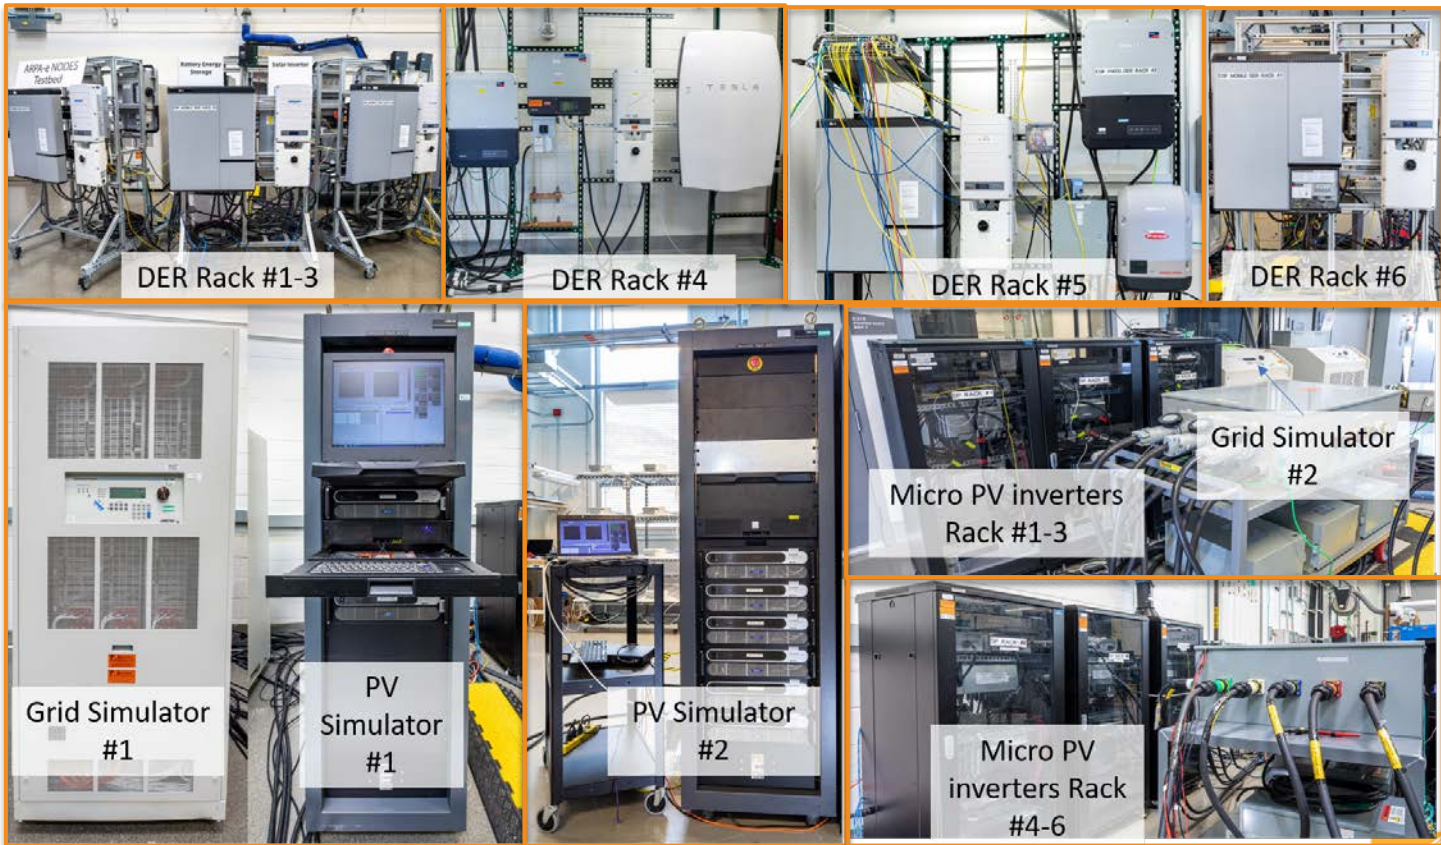 ARPA-e NODES
Testbed
Battery Energy
Storage
Solar Inverter
DER Rack #1-3
TESLA
DER Rack #4
DER Rack #5
DER Rack #6
Grid Simulator
#1
PV
Simulator
#1
PV Simulator
#2
Micro PV inverters
Rack #1-3
Grid Simulator
#2
Micro PV
inverters Rack
#4-6